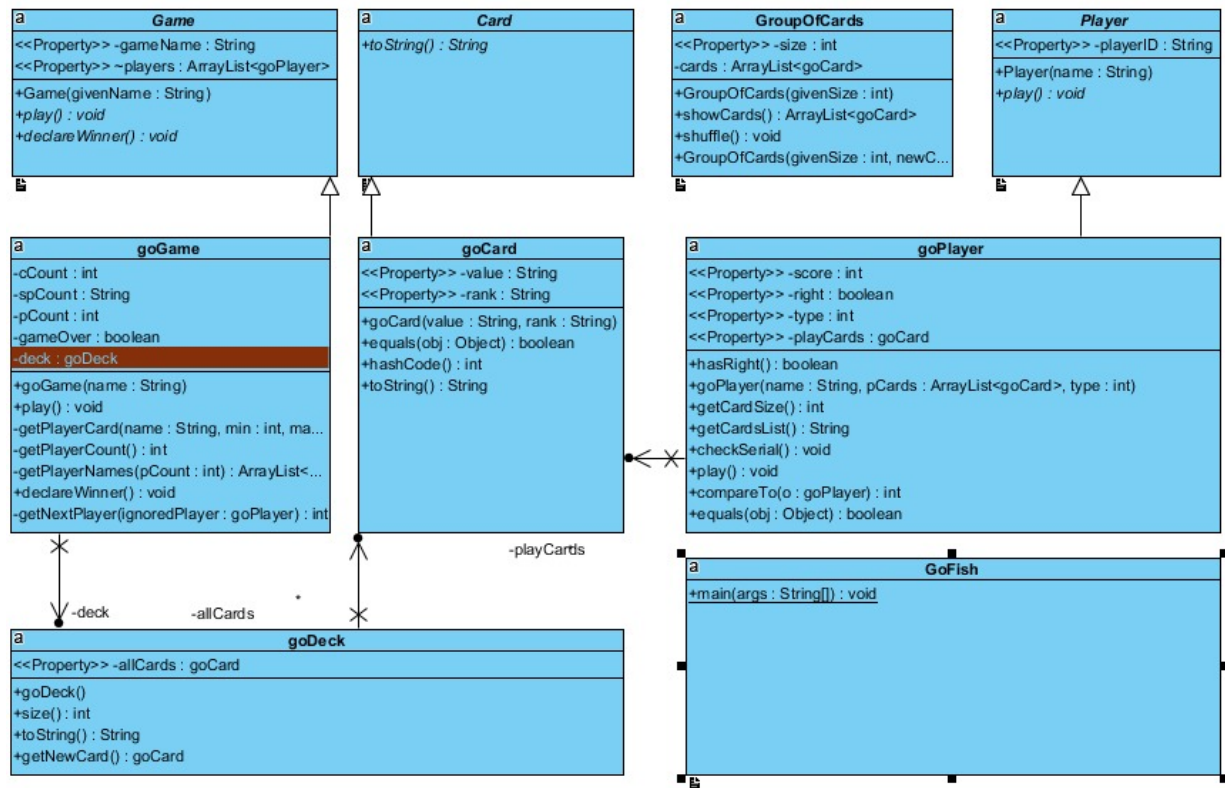 Game
<<Property>> -gameName : String
<<Property>> ~players : ArrayList<goPlayer>
+Game(givenName : String)
+play() : void
+declareWinner() : void
Card
+toString() : String
GroupOfCards
<<Property>> -size : int
-cards : ArrayList<goCard>
+GroupOfCards(givenSize : int)
+showCards() : ArrayList<goCard>
+shuffle() : void
+GroupOfCards(givenSize : int, newC...
Player
<<Property>> -playerID : String
+Player(name : String)
+play() : void
goGame
-cCount : int
-spCount : String
-pCount : int
-gameOver : boolean
-deck : goDeck
+goGame(name : String)
+play() : void
-getPlayerCard(name : String, min : int, ma...
-getPlayerCount() : int
-getPlayerNames(pCount : int) : ArrayList<...
+declareWinner() : void
-getNextPlayer(ignoredPlayer : goPlayer) : int
goCard
<<Property>> -value : String
<<Property>> -rank : String
+goCard(value : String, rank : String)
+equals(obj : Object) : boolean
+hashCode() : int
+toString() : String
goPlayer
<<Property>> -score : int
<<Property>> -right : boolean
<<Property>> -type : int
<<Property>> -playCards : goCard
+hasRight() : boolean
+goPlayer(name : String, pCards : ArrayList<goCard>, type : int)
+getCardSize() : int
+getCardsList() : String
+checkSerial() : void
+play() : void
+compareTo(o : goPlayer) : int
+equals(obj : Object) : boolean
-playCards
*
-deck
-allCards
*
goDeck
<<Property>> -allCards : goCard
+goDeck()
+size() : int
+toString() : String
+getNewCard() : goCard
GoFish
+main(args : String[]) : void